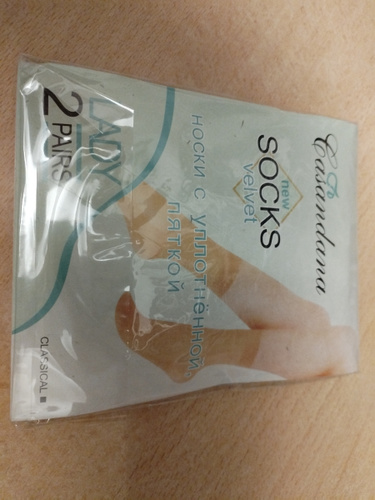 Casandana
new
SOCKS
velvet
носки с уплотнённой
пяткой
LADY
2 PAIRS
CLASSICAL